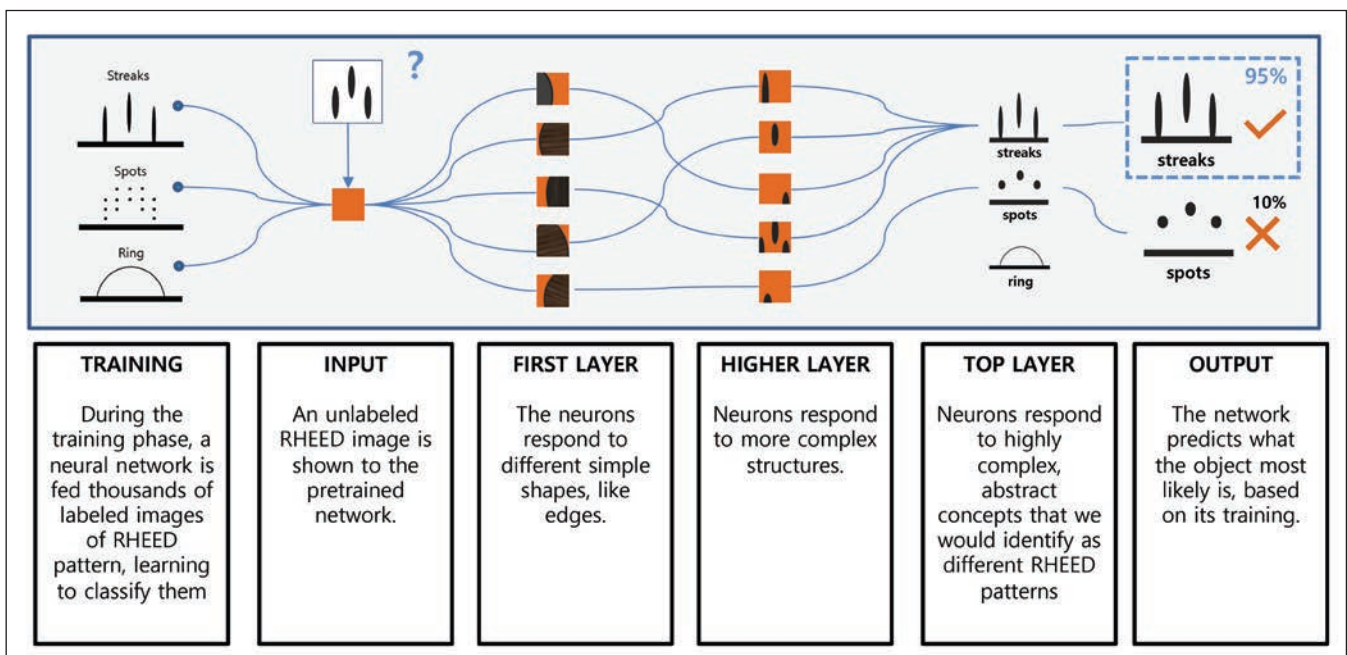 Streaks
Spots
Ring
?
streaks
spots
ring
95%
streaks
10%
spots
TRAINING
During the
training phase, a
neural network is
fed thousands of
labeled images
of RHEED
pattern, learning
to classify them
INPUT
An unlabeled
RHEED image is
shown to the
pretrained
network.
FIRST LAYER
The neurons
respond to
different simple
shapes, like
edges.
HIGHER LAYER
Neurons respond
to more complex
structures.
TOP LAYER
Neurons respond
to highly
complex,
abstract
concepts that we
would identify as
different RHEED
patterns
OUTPUT
The network
predicts what
the object most
likely is, based
on its training.